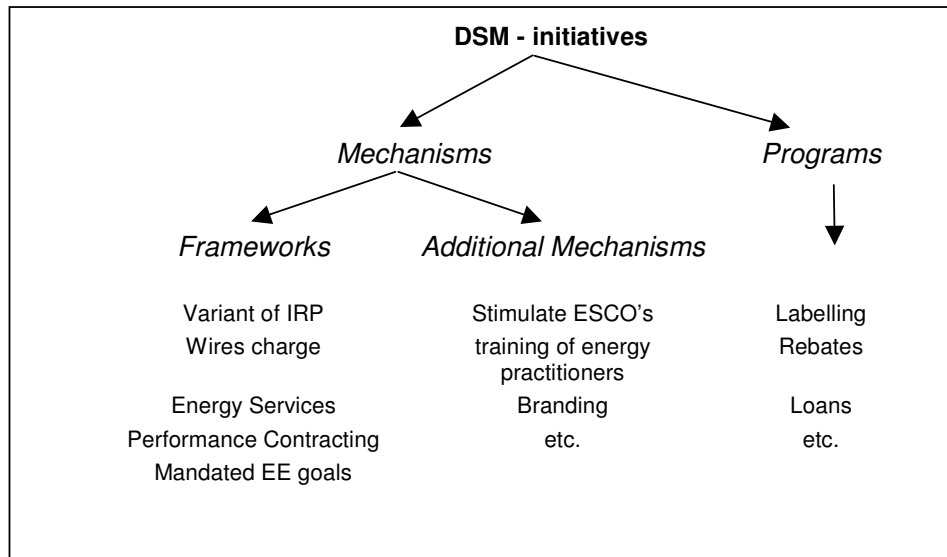 DSM - initiatives
Mechanisms
Programs
Frameworks
Additional Mechanisms
Variant of IRP
Wires charge
Energy Services
Performance Contracting
Mandated EE goals
Stimulate ESCO's
training of energy
practitioners
Branding
etc.
Labelling
Rebates
Loans
etc.